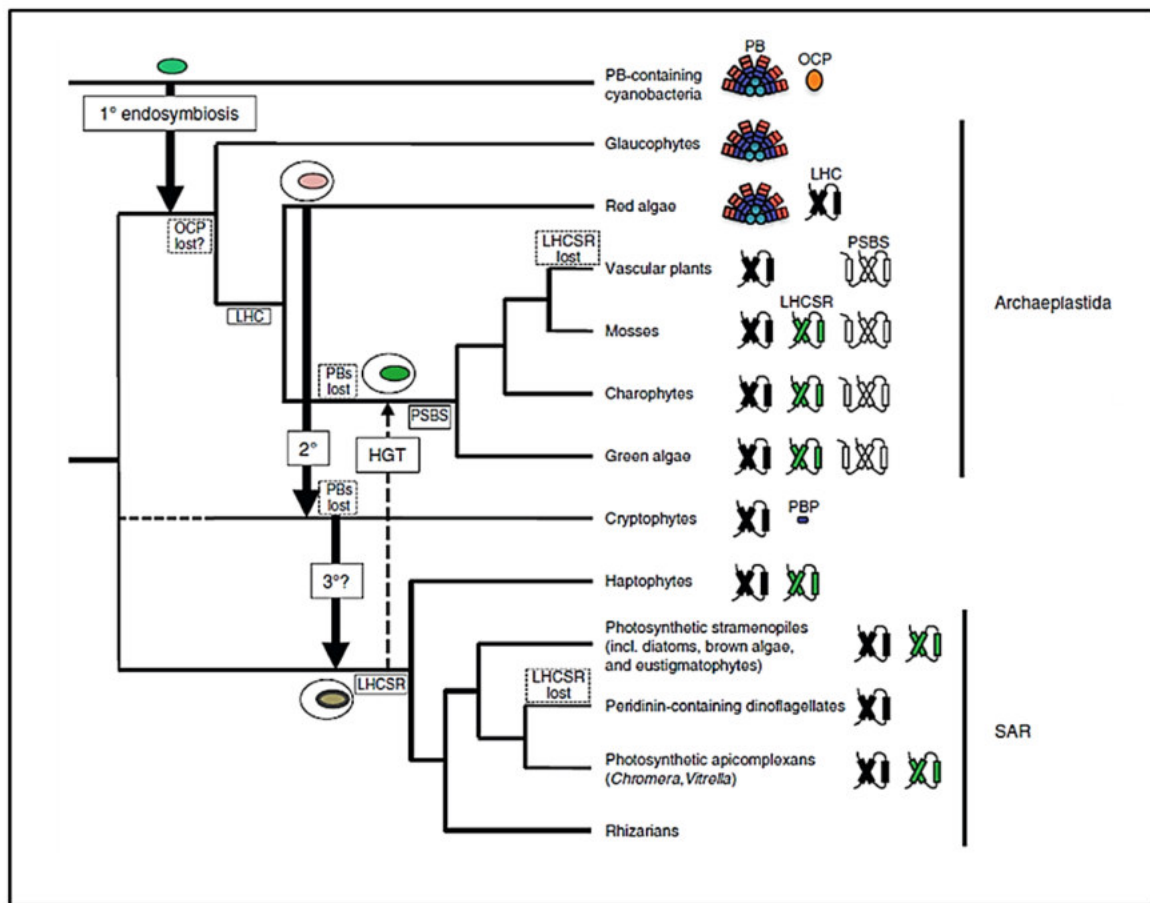 PB
OCP
PB-containing
cyanobacteria
1° endosymbiosis
Glaucophytes
LHC
Red algae
OCP
lost?
LHCSR
lost
PSBS
Vascular plants
Archaeplastida
LHCSR
LHC
Mosses
PBs
lost
Charophytes
PSBS
2°
HGT
Green algae
PBs
lost
PBP
Cryptophytes
3°?
Haptophytes
Photosynthetic stramenopiles
(incl. diatoms, brown algae,
and eustigmatophytes)
LHCSR
LHCSR
lost
Peridinin-containing dinoflagellates
SAR
Photosynthetic apicomplexans
(Chromera, Vitrella)
Rhizarians